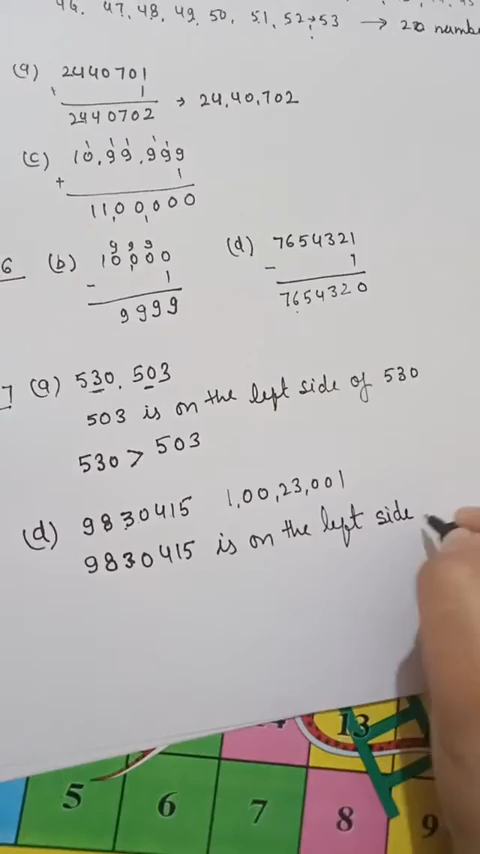 46, 47, 48, 49, 50, 51, 52, 53 → 20 numbe
(a) 2440701
1
2440702 → 24,40,702
(c) 10,99,999
+ 1
11,00,000
6 (b) 10,000
- 1
9999
(d) 7654321
- 1
7654320
7 (a) 530, 503
503 is on the left side of 530
530 > 503
(d) 9830415 1,00,23,001
9830415 is on the left side
13
5 6 7 8 9